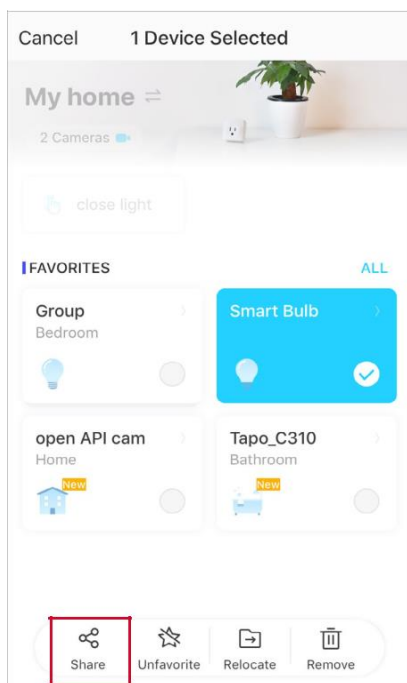 Cancel 1 Device Selected
My home
2 Cameras
close light
FAVORITES ALL
Group Smart Bulb
Bedroom
open API cam Tapo_C310
Home Bathroom
New New
Share Unfavorite Relocate Remove